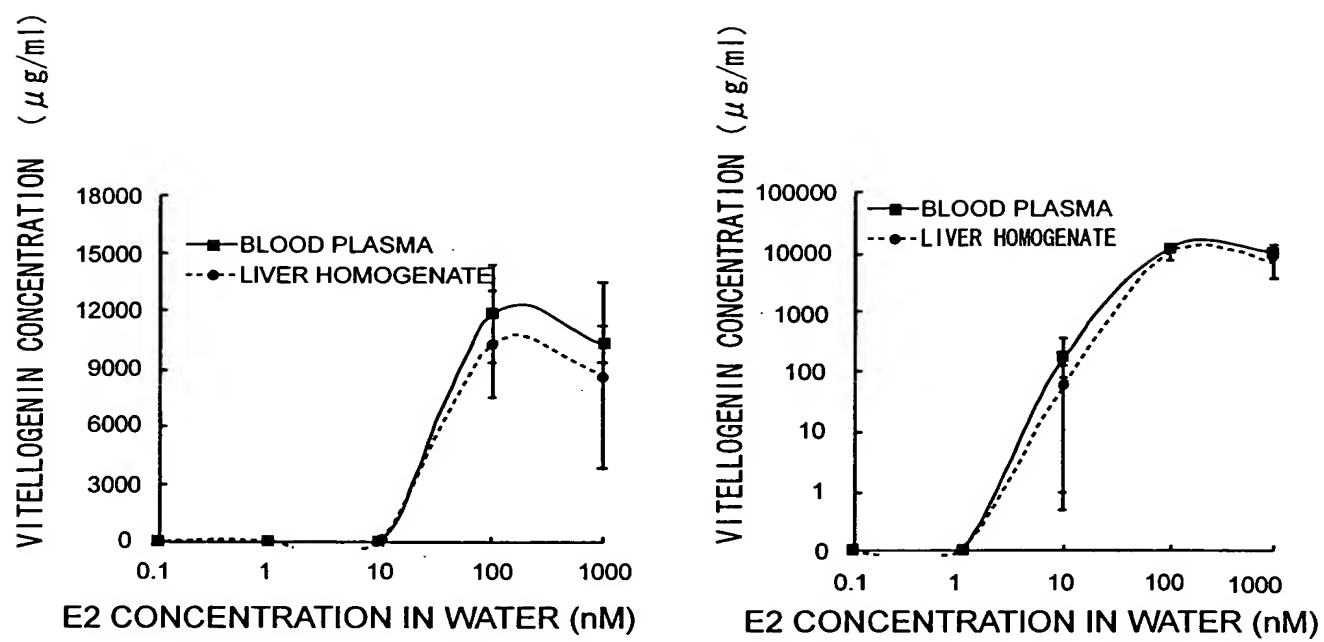 VITELLOGENIN CONCENTRATION (μg/ml)
18000
15000
12000
9000
6000
3000
0
BLOOD PLASMA
LIVER HOMOGENATE
0.1 1 10 100 1000
E2 CONCENTRATION IN WATER (nM)
VITELLOGENIN CONCENTRATION (μg/ml)
100000
10000
1000
100
10
1
0
BLOOD PLASMA
LIVER HOMOGENATE
0.1 1 10 100 1000
E2 CONCENTRATION IN WATER (nM)